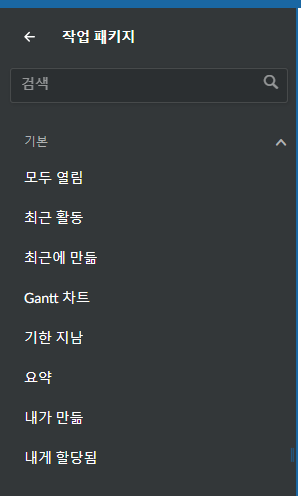 작업 패키지
검색
기본
모두 열림
최근 활동
최근에 만듦
Gantt 차트
기한 지남
요약
내가 만듦
내게 할당됨